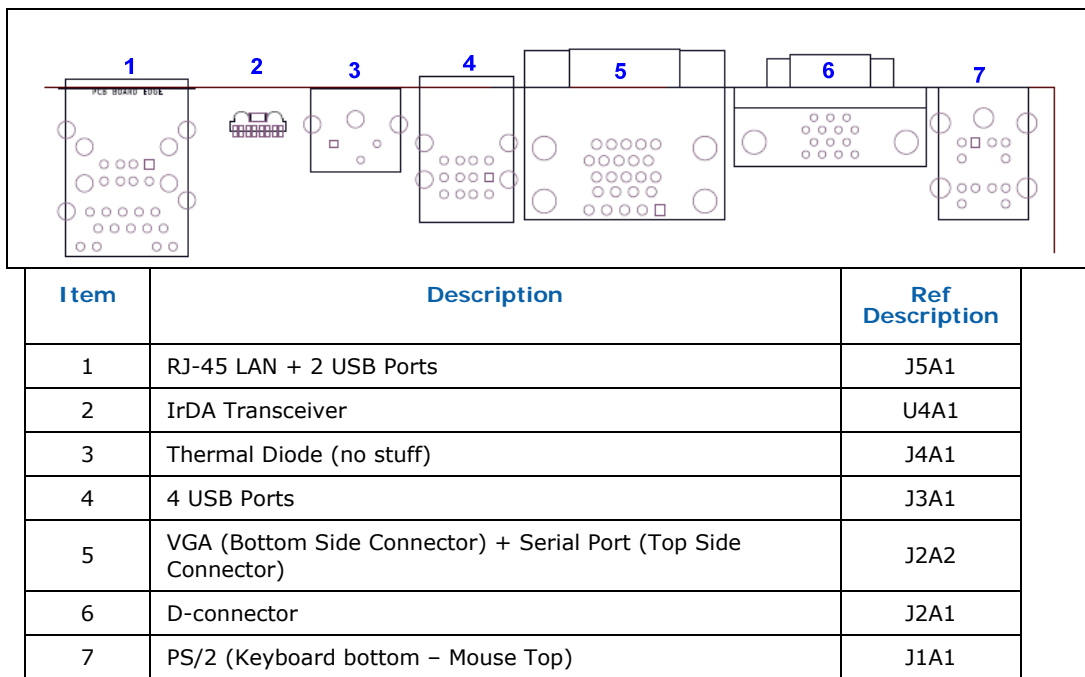 1 2 3 4 5 6 7
PCB BOARD EDGE
Item Description Ref Description
1 RJ-45 LAN + 2 USB Ports J5A1
2 IrDA Transceiver U4A1
3 Thermal Diode (no stuff) J4A1
4 4 USB Ports J3A1
5 VGA (Bottom Side Connector) + Serial Port (Top Side
Connector) J2A2
6 D-connector J2A1
7 PS/2 (Keyboard bottom – Mouse Top) J1A1